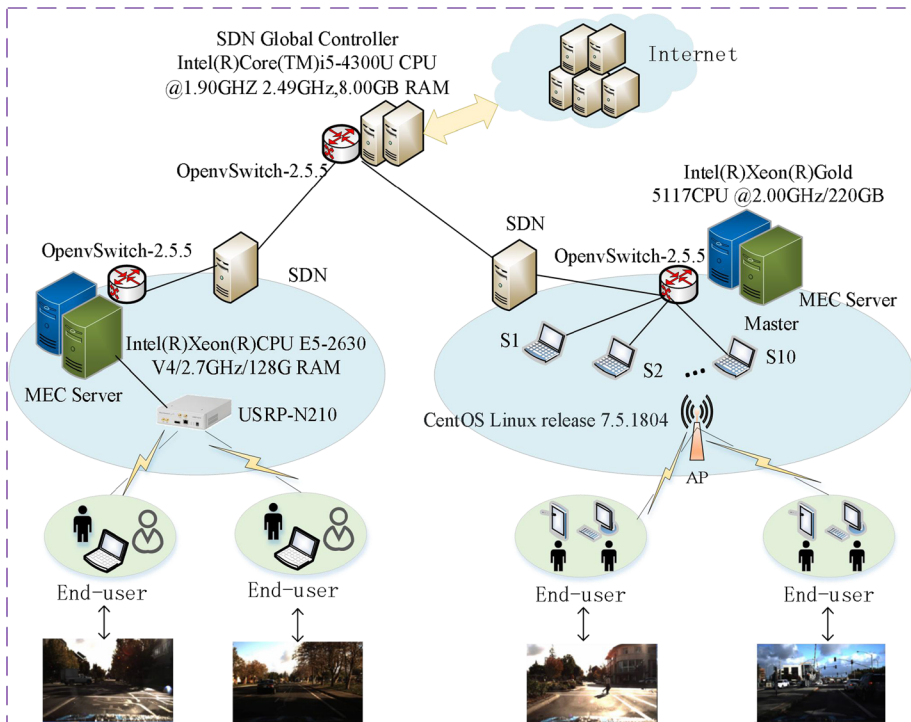 SDN Global Controller
Intel(R)Core(TM)i5-4300U CPU
@1.90GHZ 2.49GHz,8.00GB RAM
Internet
OpenvSwitch-2.5.5
Intel(R)Xeon(R)Gold
5117CPU @2.00GHz/220GB
OpenvSwitch-2.5.5
SDN
SDN
OpenvSwitch-2.5.5
MEC Server
Master
Intel(R)Xeon(R)CPU E5-2630
V4/2.7GHz/128G RAM
MEC Server
S1
S2
...
S10
USRP-N210
CentOS Linux release 7.5.1804
AP
End-user
End-user
End-user
End-user